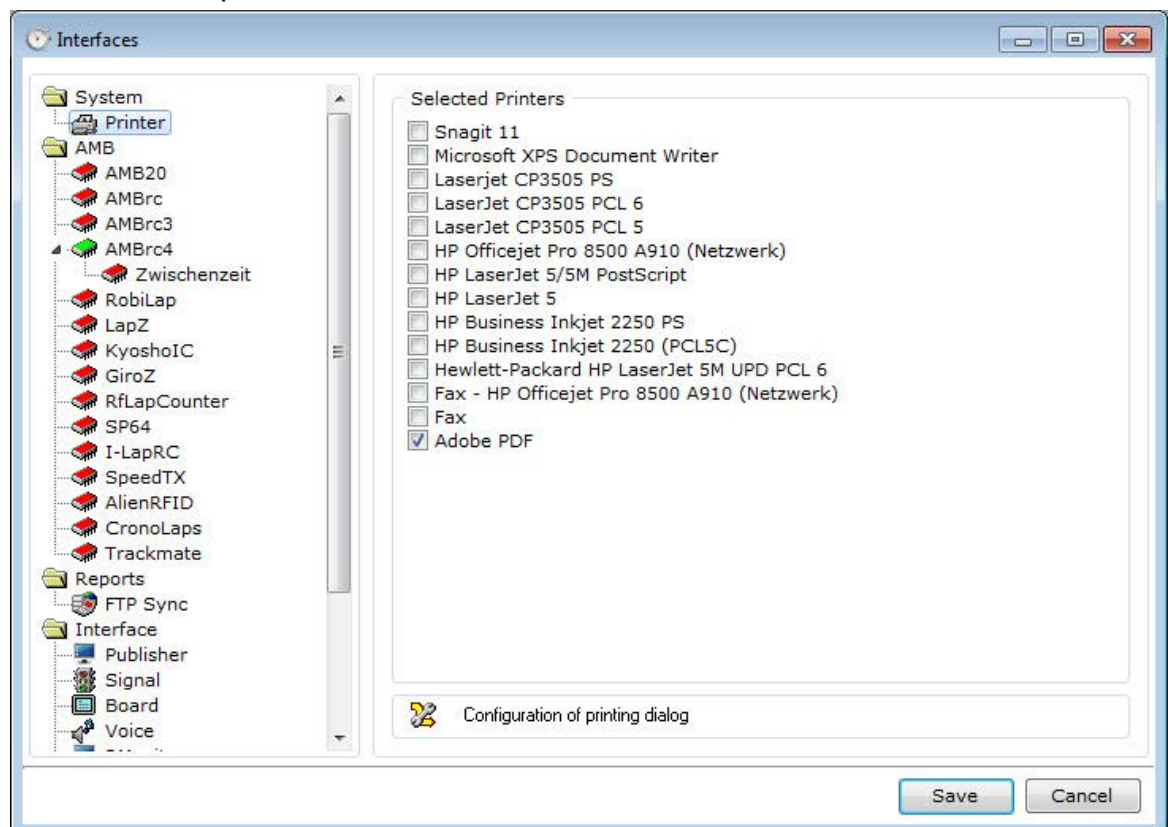 Interfaces
System
Printer
AMB
AMB20
AMBrc
AMBrc3
AMBrc4
Zwischenzeit
RobiLap
LapZ
KyoshoIC
GiroZ
RfLapCounter
SP64
I-LapRC
SpeedTX
AlienRFID
CronoLaps
Trackmate
Reports
FTP Sync
Interface
Publisher
Signal
Board
Voice
Selected Printers
Snagit 11
Microsoft XPS Document Writer
Laserjet CP3505 PS
LaserJet CP3505 PCL 6
LaserJet CP3505 PCL 5
HP Officejet Pro 8500 A910 (Netzwerk)
HP LaserJet 5/5M PostScript
HP LaserJet 5
HP Business Inkjet 2250 PS
HP Business Inkjet 2250 (PCL5C)
Hewlett-Packard HP LaserJet 5M UPD PCL 6
Fax - HP Officejet Pro 8500 A910 (Netzwerk)
Fax
Adobe PDF
Configuration of printing dialog
Save
Cancel